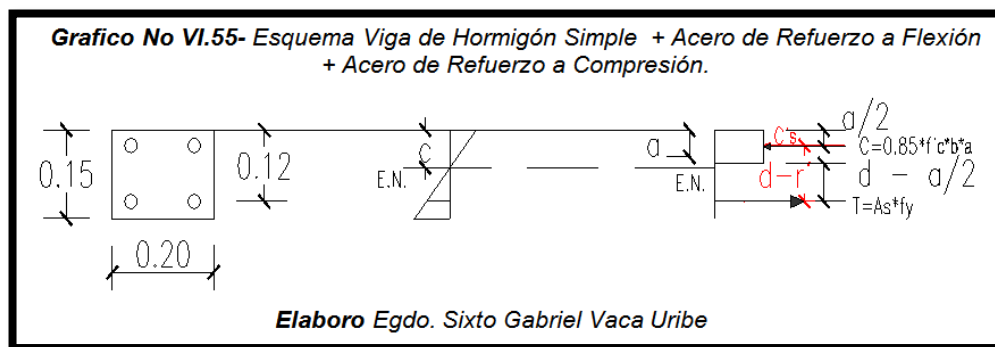 Grafico No VI.55- Esquema Viga de Hormigón Simple + Acero de Refuerzo a Flexión
+ Acero de Refuerzo a Compresión.
0.15
0.20
0.12
c
E.N.
a
E.N.
C's
a/2
C=0.85*f'c*b*a
d-r'
d - a/2
T=As*fy
Elaboro Egdo. Sixto Gabriel Vaca Uribe